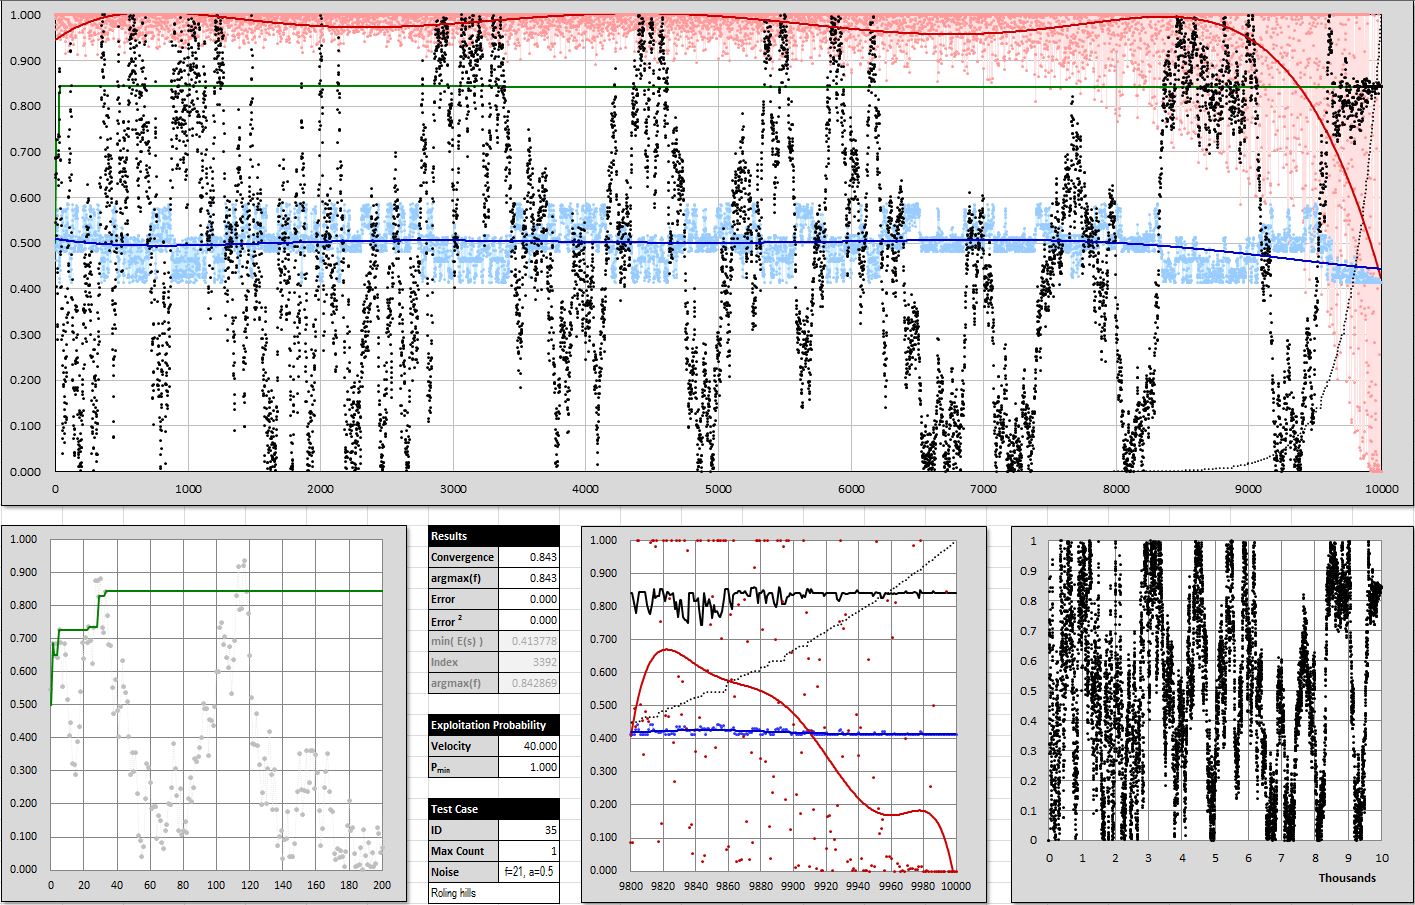 1.000
0.900
0.800
0.700
0.600
0.500
0.400
0.300
0.200
0.100
0.000
0 1000 2000 3000 4000 5000 6000 7000 8000 9000 10000
1.000
0.900
0.800
0.700
0.600
0.500
0.400
0.300
0.200
0.100
0.000
0 20 40 60 80 100 120 140 160 180 200
Results
Convergence 0.843
argmax(f) 0.843
Error 0.000
Error ² 0.000
min( E(s) ) 0.413778
Index 3392
argmax(f) 0.842869
Exploitation Probability
Velocity 40.000
Pmin 1.000
Test Case
ID 35
Max Count 1
Noise f=21, a=0.5
Roling hills
1.000
0.900
0.800
0.700
0.600
0.500
0.400
0.300
0.200
0.100
0.000
9800 9820 9840 9860 9880 9900 9920 9940 9960 9980 10000
1
0.9
0.8
0.7
0.6
0.5
0.4
0.3
0.2
0.1
0
0 1 2 3 4 5 6 7 8 9 10
Thousands